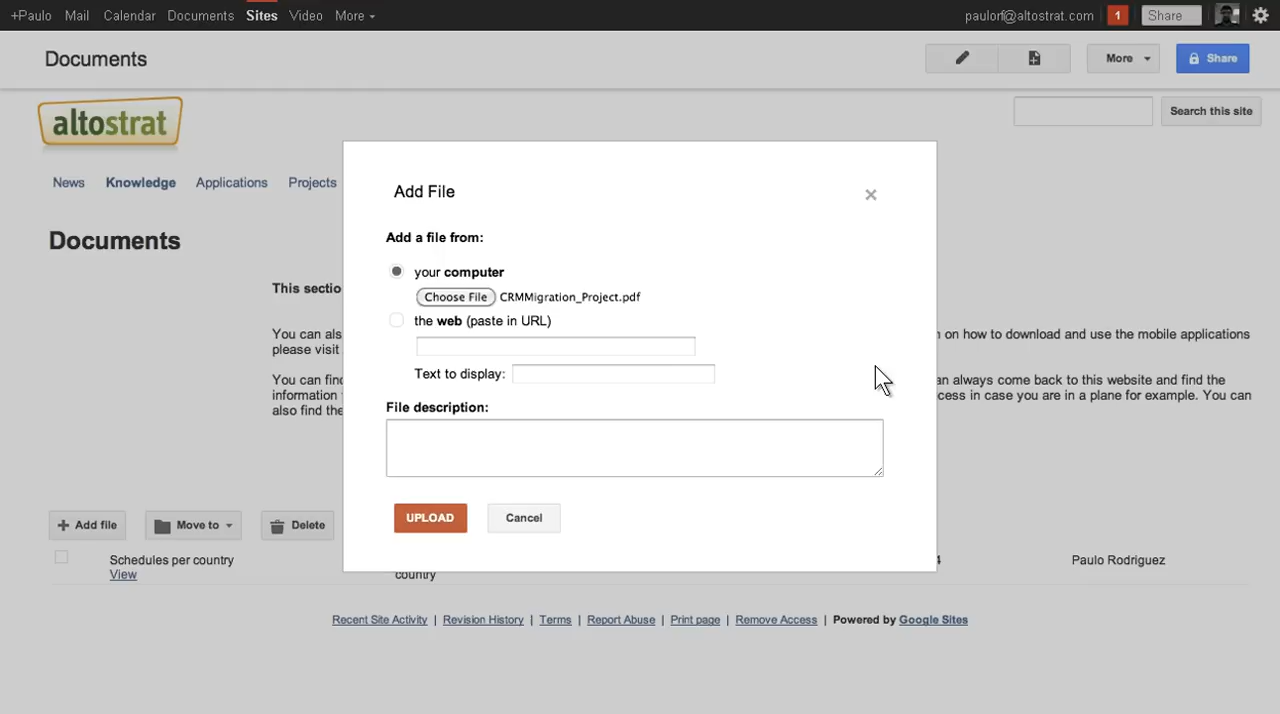 +Paulo Mail Calendar Documents Sites Video More paulorf@altostrat.com 1 Share
Documents More Share
altostrat Search this site
News Knowledge Applications Projects
Documents
This sectio
You can als n on how to download and use the mobile applications
please visit
You can find an always come back to this website and find the
information cess in case you are in a plane for example. You can
also find the
Add File
Add a file from:
your computer
Choose File CRMMigration_Project.pdf
the web (paste in URL)
Text to display:
File description:
UPLOAD Cancel
Add file Move to Delete
Schedules per country 4 Paulo Rodriguez
View country
Recent Site Activity | Revision History | Terms | Report Abuse | Print page | Remove Access | Powered by Google Sites